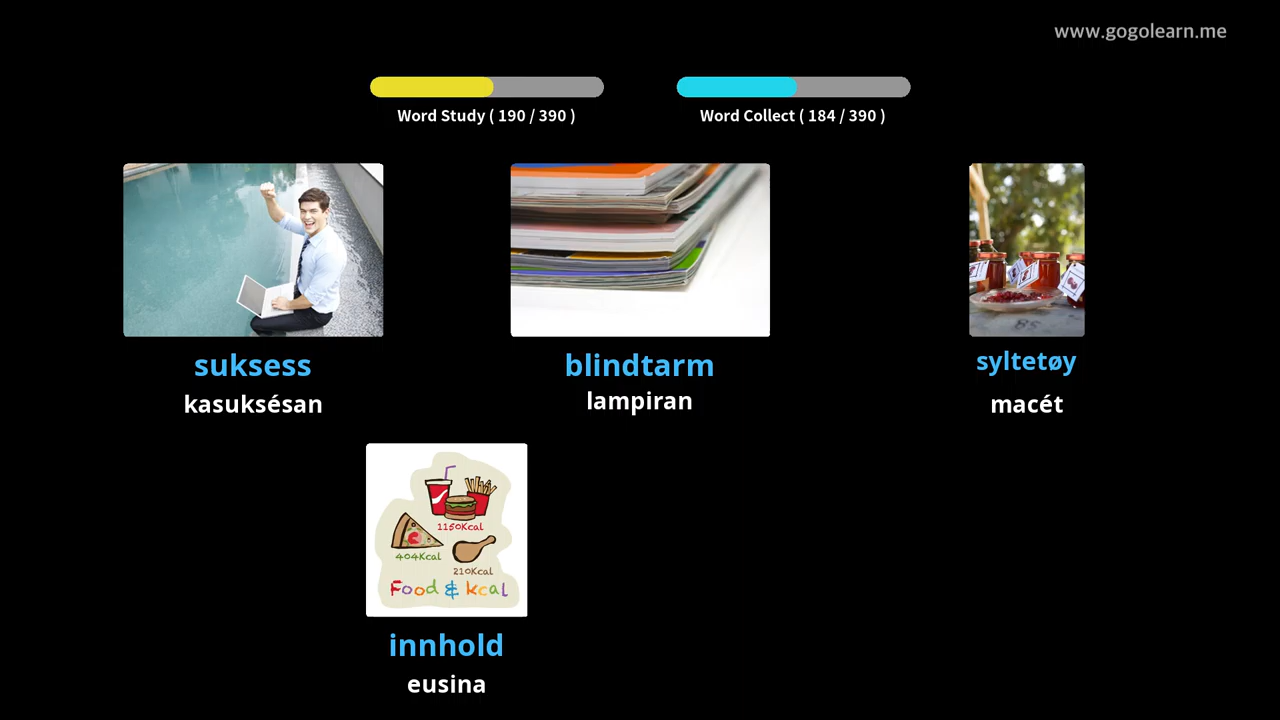 www.gogolearn.me
Word Study ( 190 / 390 )
Word Collect ( 184 / 390 )
suksess
kasuksésan
blindtarm
lampiran
syltetøy
macét
1150Kcal
404Kcal
210Kcal
Food & kcal
innhold
eusina